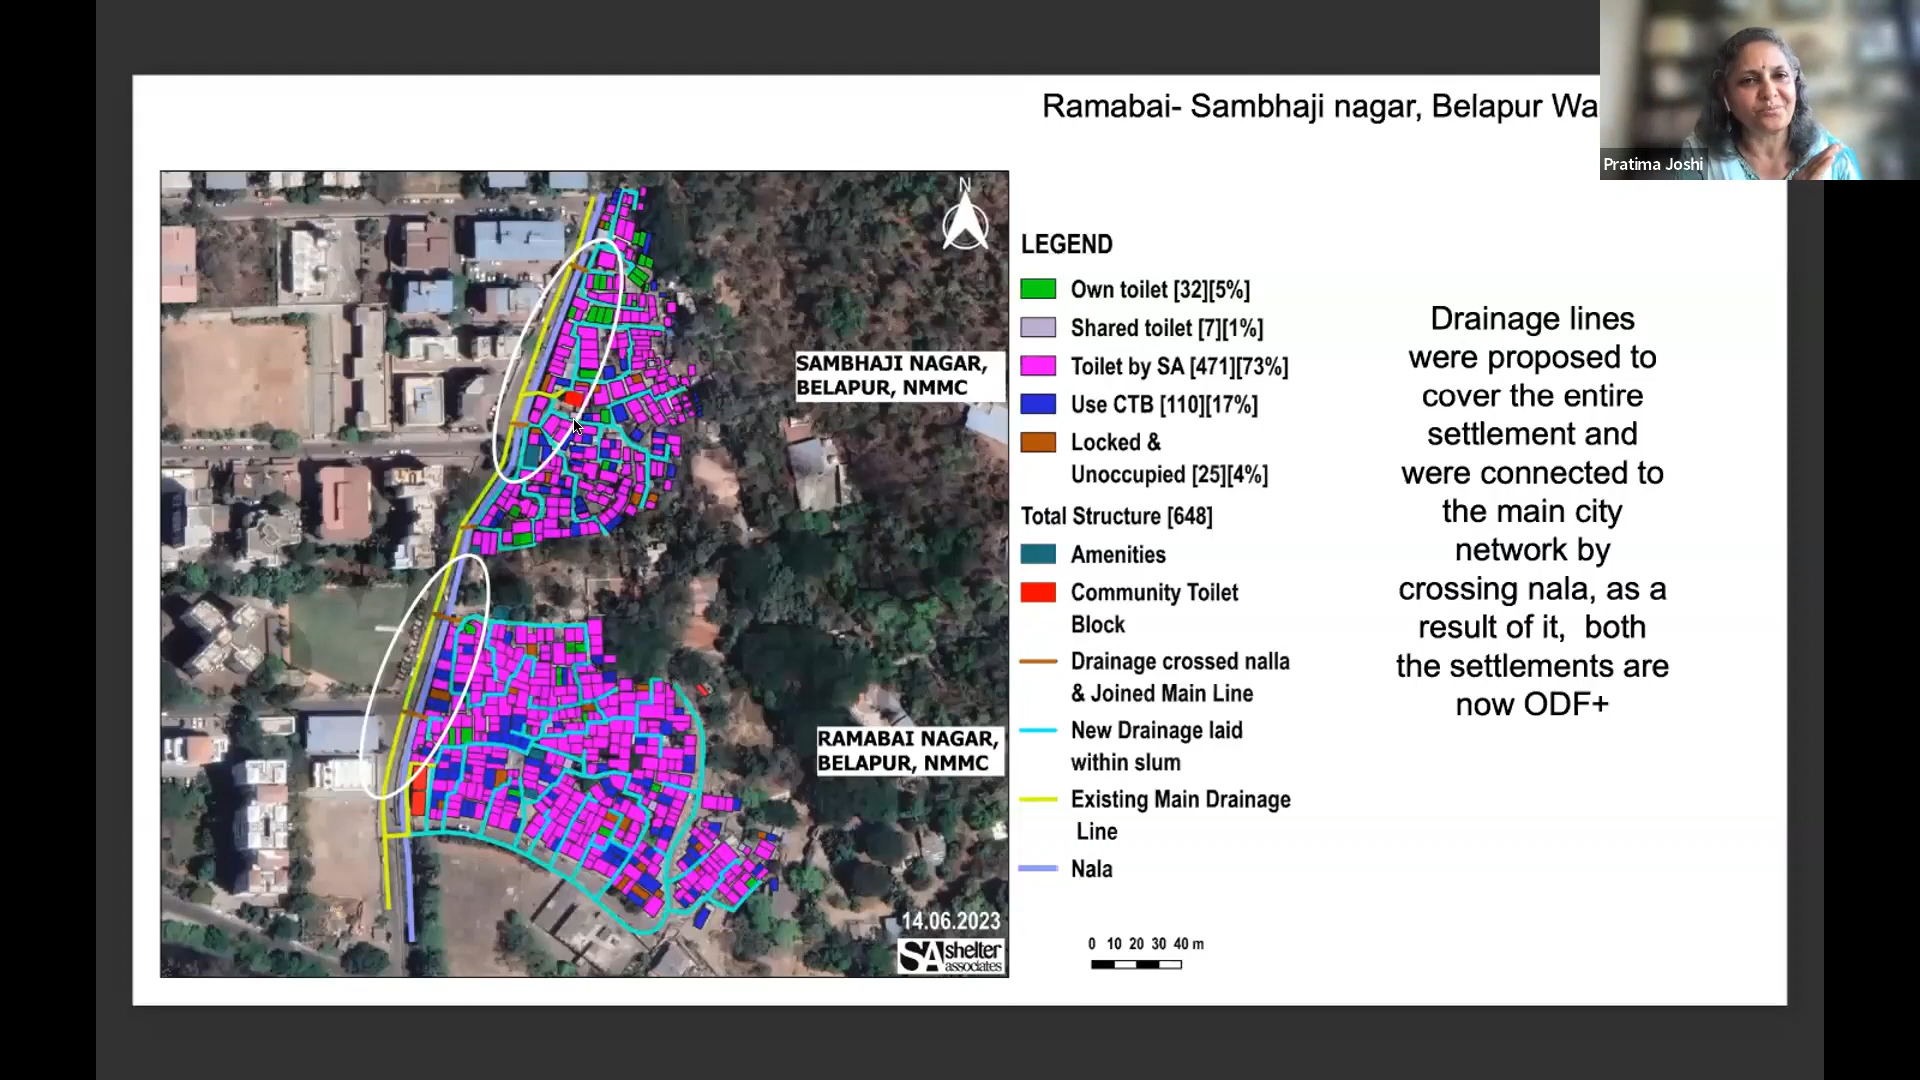 Ramabai- Sambhaji nagar, Belapur Wa
Pratima Joshi
N
SAMBHAJI NAGAR,
BELAPUR, NMMC
RAMABAI NAGAR,
BELAPUR, NMMC
14.06.2023
SA shelter
associates
LEGEND
Own toilet [32][5%]
Shared toilet [7][1%]
Toilet by SA [471][73%]
Use CTB [110][17%]
Locked &
Unoccupied [25][4%]
Total Structure [648]
Amenities
Community Toilet
Block
Drainage crossed nalla
& Joined Main Line
New Drainage laid
within slum
Existing Main Drainage
Line
Nala
0 10 20 30 40 m
Drainage lines
were proposed to
cover the entire
settlement and
were connected to
the main city
network by
crossing nala, as a
result of it, both
the settlements are
now ODF+